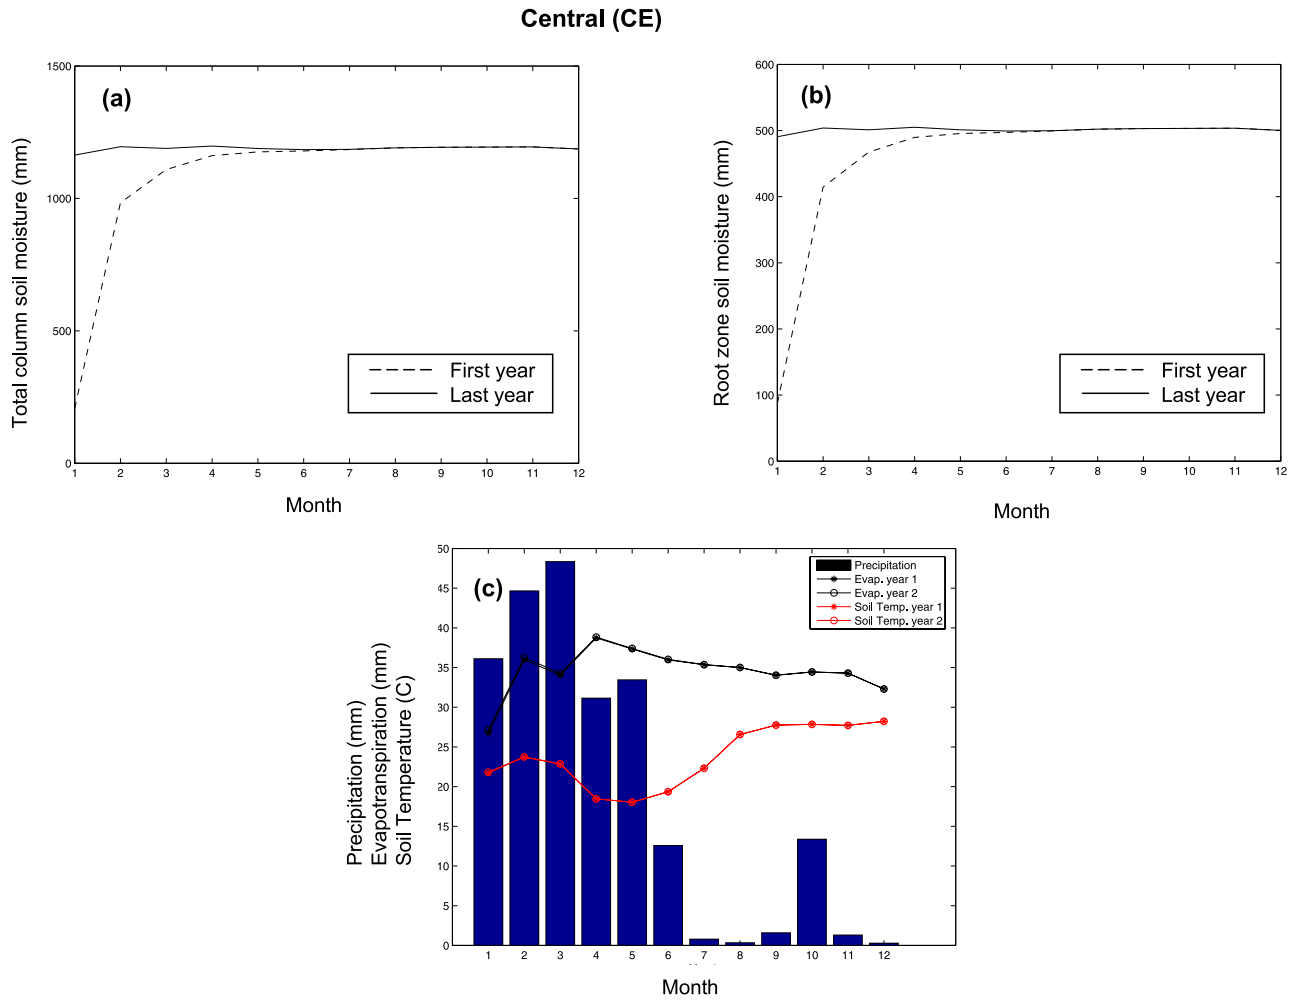 Central (CE)
(a)
Total column soil moisture (mm)
1500
1000
500
0
1 2 3 4 5 6 7 8 9 10 11 12
Month
First year
Last year
(b)
Root zone soil moisture (mm)
600
500
400
300
200
100
0
1 2 3 4 5 6 7 8 9 10 11 12
Month
First year
Last year
(c)
Precipitation (mm)
Evapotranspiration (mm)
Soil Temperature (C)
50
45
40
35
30
25
20
15
10
5
0
1 2 3 4 5 6 7 8 9 10 11 12
Month
Precipitation
Evap. year 1
Evap. year 2
Soil Temp. year 1
Soil Temp. year 2